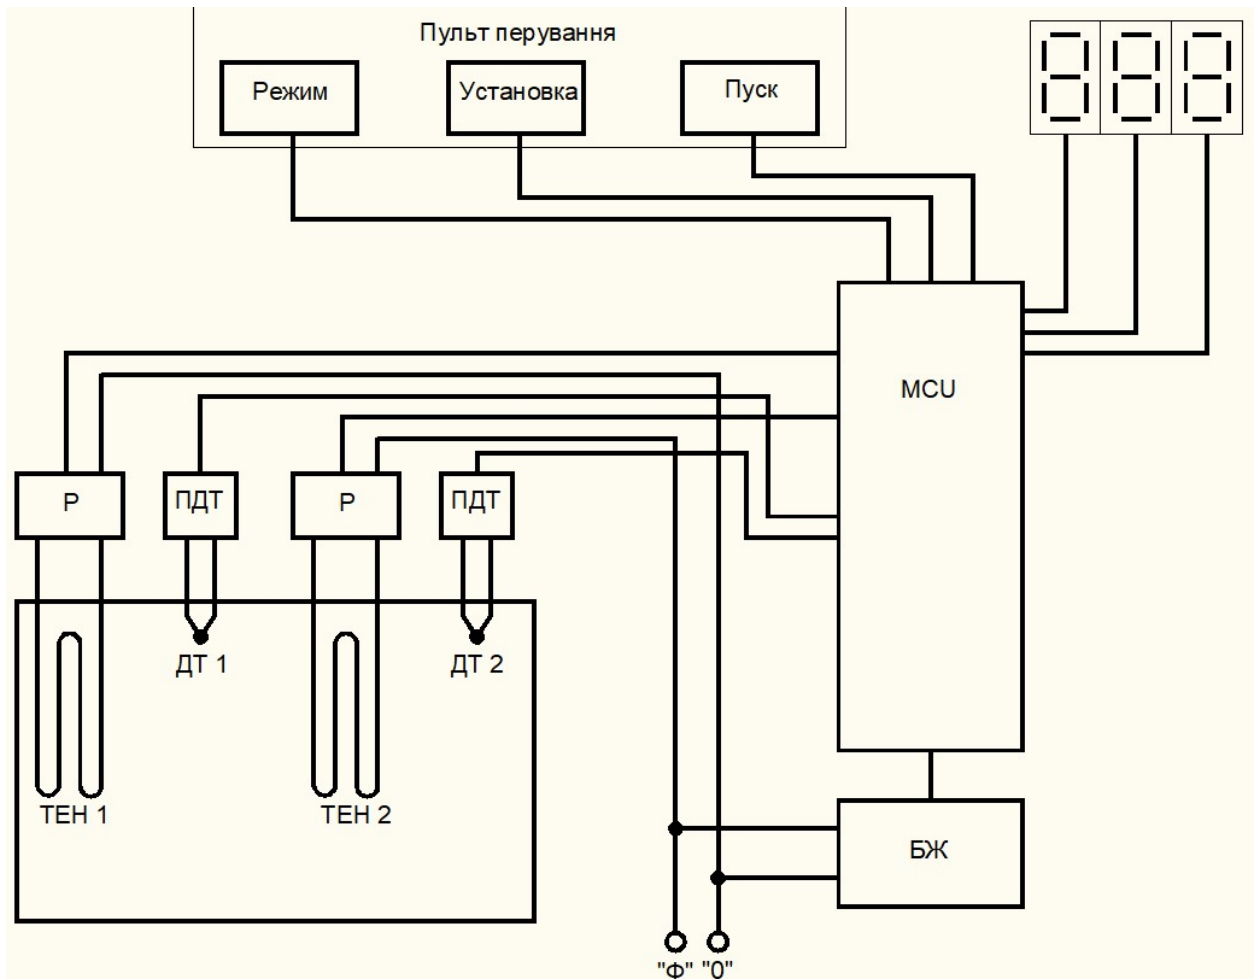 Пульт перування
Режим
Установка
Пуск
MCU
Р
ПДТ
Р
ПДТ
ДТ 1
ДТ 2
ТЕН 1
ТЕН 2
БЖ
"Ф" "0"